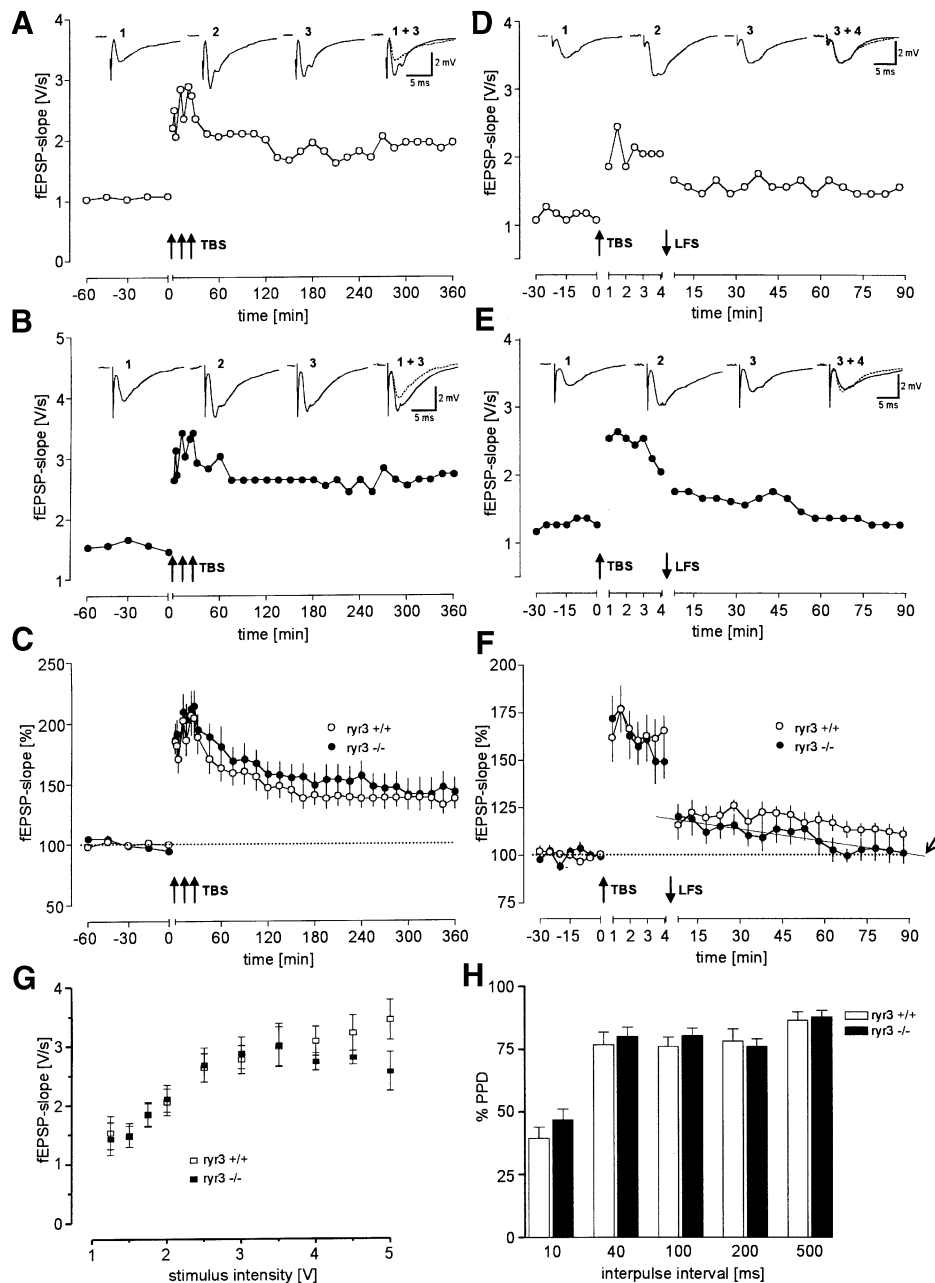 A
fEPSP-slope [V/s]
4
3
2
1
0
1
2
3
1 + 3
2 mV
5 ms
TBS
-60 -30 0 60 120 180 240 300 360
time [min]
D
fEPSP-slope [V/s]
4
3
2
1
1
2
3
3 + 4
2 mV
5 ms
TBS
LFS
-30 -15 0 1 2 3 4 15 30 45 60 75 90
time [min]
B
fEPSP-slope [V/s]
5
4
3
2
1
1
2
3
1 + 3
2 mV
5 ms
TBS
-60 -30 0 60 120 180 240 300 360
time [min]
E
fEPSP-slope [V/s]
4
3
2
1
1
2
3
3 + 4
2 mV
5 ms
TBS
LFS
-30 -15 0 1 2 3 4 15 30 45 60 75 90
time [min]
C
fEPSP-slope [%]
250
200
150
100
50
ryr3 +/+
ryr3 -/-
TBS
-60 -30 0 60 120 180 240 300 360
time [min]
F
fEPSP-slope [%]
200
175
150
125
100
75
ryr3 +/+
ryr3 -/-
TBS
LFS
-30 -15 0 1 2 3 4 15 30 45 60 75 90
time [min]
G
fEPSP-slope [V/s]
4
3
2
1
0
ryr3 +/+
ryr3 -/-
1 2 3 4 5
stimulus intensity [V]
H
% PPD
100
75
50
25
0
ryr3 +/+
ryr3 -/-
10 40 100 200 500
interpulse interval [ms]